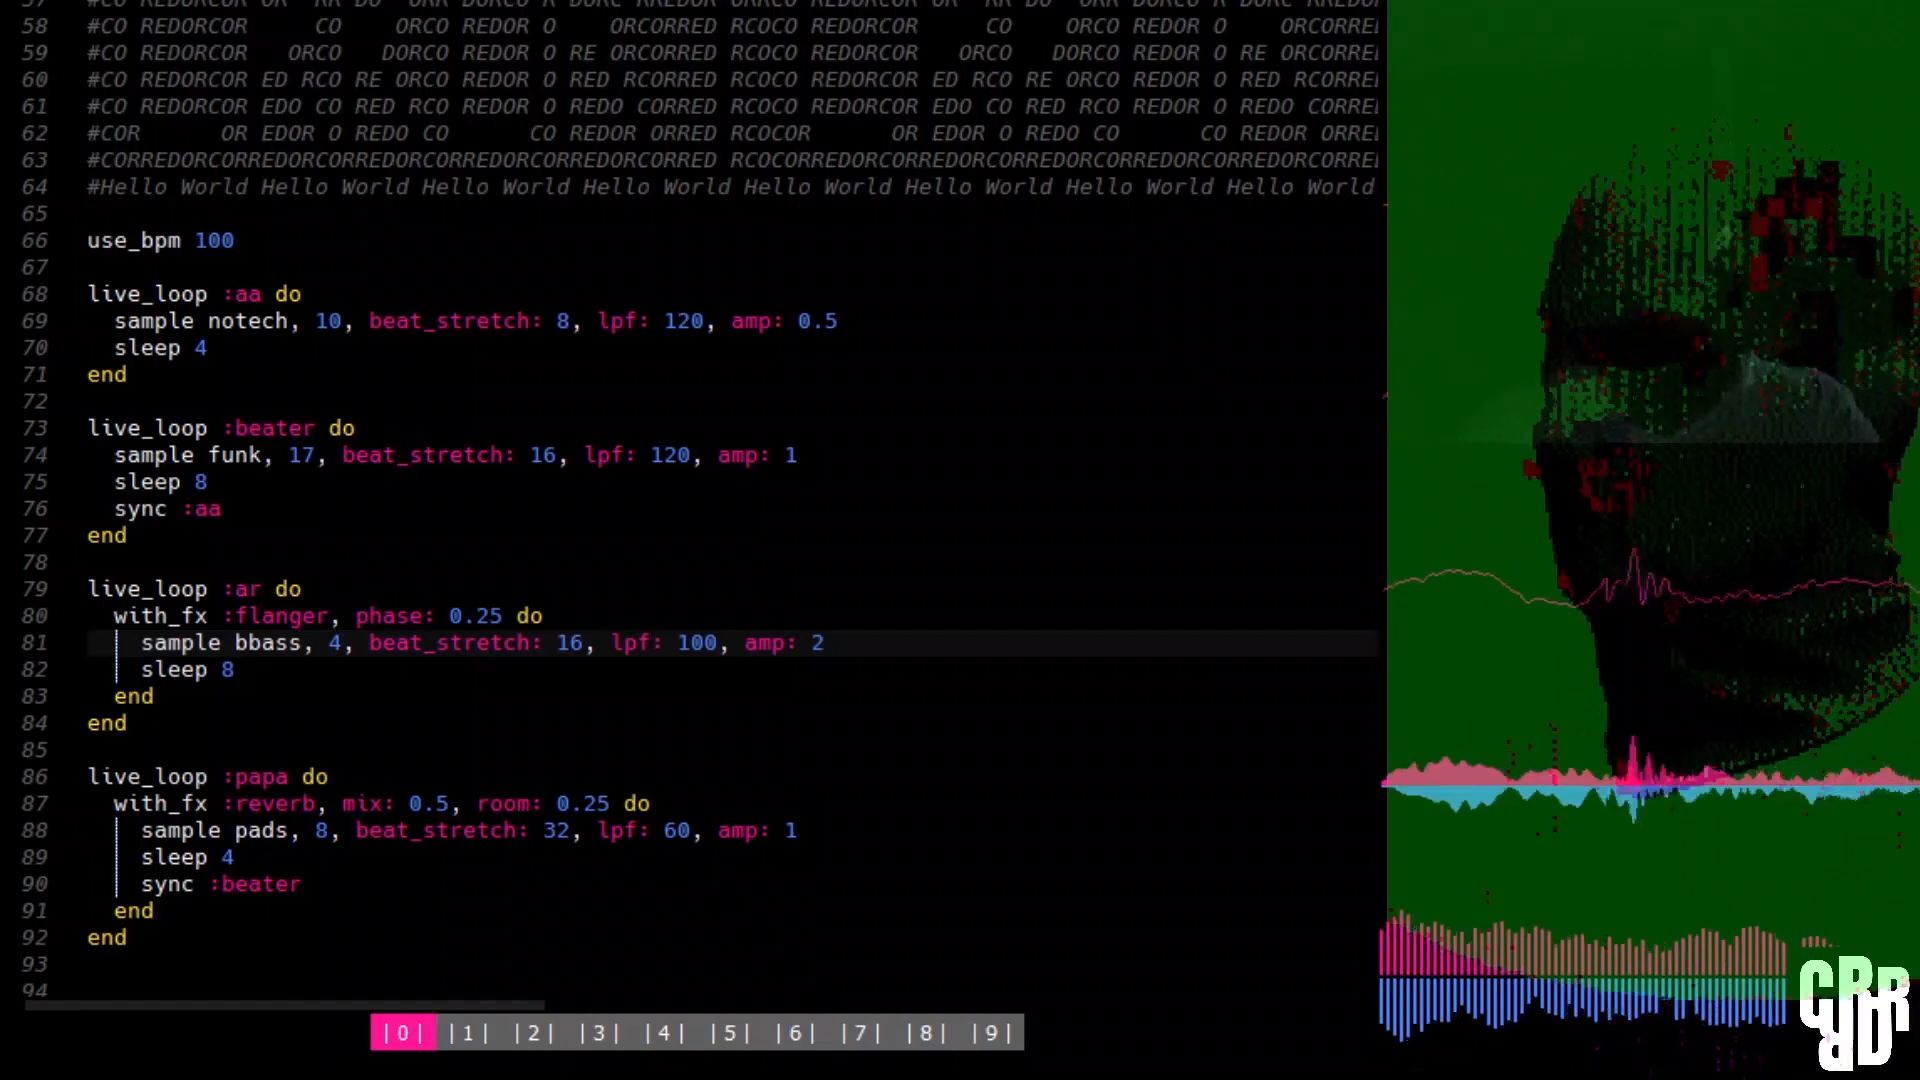 58 #CO REDORCOR     CO    ORCO REDOR O    ORCORRED RCOCO REDORCOR     CO    ORCO REDOR O    ORCORRE
59 #CO REDORCOR   ORCO   DORCO REDOR O RE ORCORRED RCOCO REDORCOR   ORCO   DORCO REDOR O RE ORCORRE
60 #CO REDORCOR ED RCO RE ORCO REDOR O RED RCORRED RCOCO REDORCOR ED RCO RE ORCO REDOR O RED RCORRE
61 #CO REDORCOR EDO CO RED RCO REDOR O REDO CORRED RCOCO REDORCOR EDO CO RED RCO REDOR O REDO CORRE
62 #COR      OR EDOR O REDO CO      CO REDOR ORRED RCOCOR      OR EDOR O REDO CO      CO REDOR ORRE
63 #CORREDORCORREDORCORREDORCORREDORCORREDORCORRED RCOCORREDORCORREDORCORREDORCORREDORCORREDORCORRE
64 #Hello World Hello World Hello World Hello World Hello World Hello World Hello World Hello World
65
66 use_bpm 100
67
68 live_loop :aa do
69   sample notech, 10, beat_stretch: 8, lpf: 120, amp: 0.5
70   sleep 4
71 end
72
73 live_loop :beater do
74   sample funk, 17, beat_stretch: 16, lpf: 120, amp: 1
75   sleep 8
76   sync :aa
77 end
78
79 live_loop :ar do
80   with_fx :flanger, phase: 0.25 do
81     sample bbass, 4, beat_stretch: 16, lpf: 100, amp: 2
82     sleep 8
83   end
84 end
85
86 live_loop :papa do
87   with_fx :reverb, mix: 0.5, room: 0.25 do
88     sample pads, 8, beat_stretch: 32, lpf: 60, amp: 1
89     sleep 4
90     sync :beater
91   end
92 end
93
94
|0| |1| |2| |3| |4| |5| |6| |7| |8| |9|